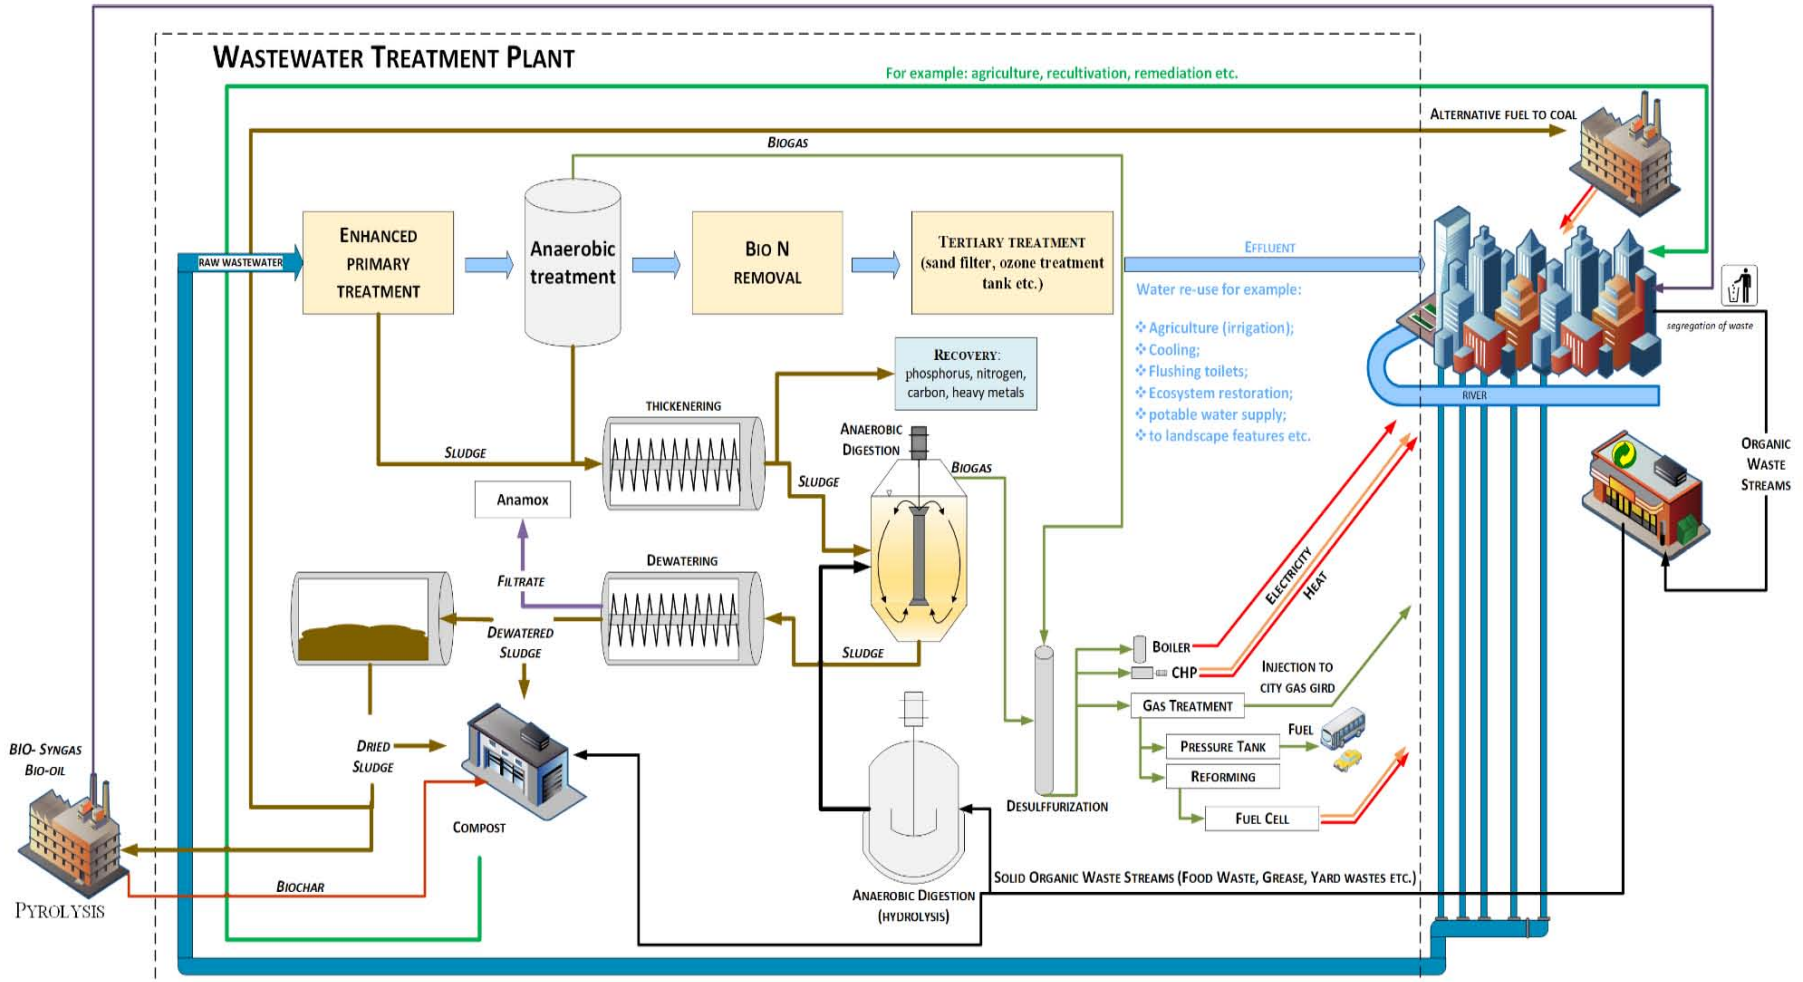 WASTEWATER TREATMENT PLANT
For example: agriculture, recultivation, remediation etc.
ALTERNATIVE FUEL TO COAL
BIOGAS
RAW WASTEWATER
ENHANCED
PRIMARY
TREATMENT
Anaerobic
treatment
BIO N
REMOVAL
TERTIARY TREATMENT
(sand filter, ozone treatment
tank etc.)
EFFLUENT
Water re-use for example:
❖ Agriculture (irrigation);
❖ Cooling;
❖ Flushing toilets;
❖ Ecosystem restoration;
❖ potable water supply;
❖ to landscape features etc.
segregation of waste
RIVER
ORGANIC
WASTE
STREAMS
RECOVERY:
phosphorus, nitrogen,
carbon, heavy metals
THICKENERING
SLUDGE
ANAEROBIC
DIGESTION
BIOGAS
SLUDGE
Anamox
FILTRATE
DEWATERING
DEWATERED
SLUDGE
SLUDGE
ELECTRICITY
HEAT
BOILER
CHP
INJECTION TO
CITY GAS GIRD
GAS TREATMENT
FUEL
PRESSURE TANK
REFORMING
FUEL CELL
DESULFFURIZATION
BIO- SYNGAS
BIO-OIL
DRIED
SLUDGE
COMPOST
BIOCHAR
PYROLYSIS
ANAEROBIC DIGESTION
(HYDROLYSIS)
SOLID ORGANIC WASTE STREAMS (FOOD WASTE, GREASE, YARD WASTES ETC.)